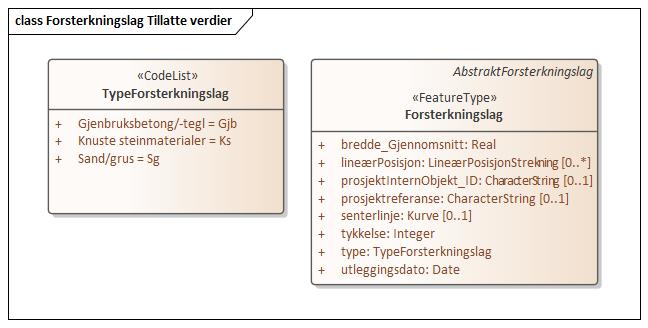 class Forsterkningslag Tillatte verdier
«CodeList»
TypeForsterkningslag
+ Gjenbruksbetong/-tegl = Gjb
+ Knuste steinmaterialer = Ks
+ Sand/grus = Sg
AbstraktForsterkningslag
«FeatureType»
Forsterkningslag
+ bredde_Gjennomsnitt: Real
+ lineærPosisjon: LineærPosisjonStrekning [0..*]
+ prosjektInternObjekt_ID: CharacterString [0..1]
+ prosjektreferanse: CharacterString [0..1]
+ senterlinje: Kurve [0..1]
+ tykkelse: Integer
+ type: TypeForsterkningslag
+ utleggingsdato: Date